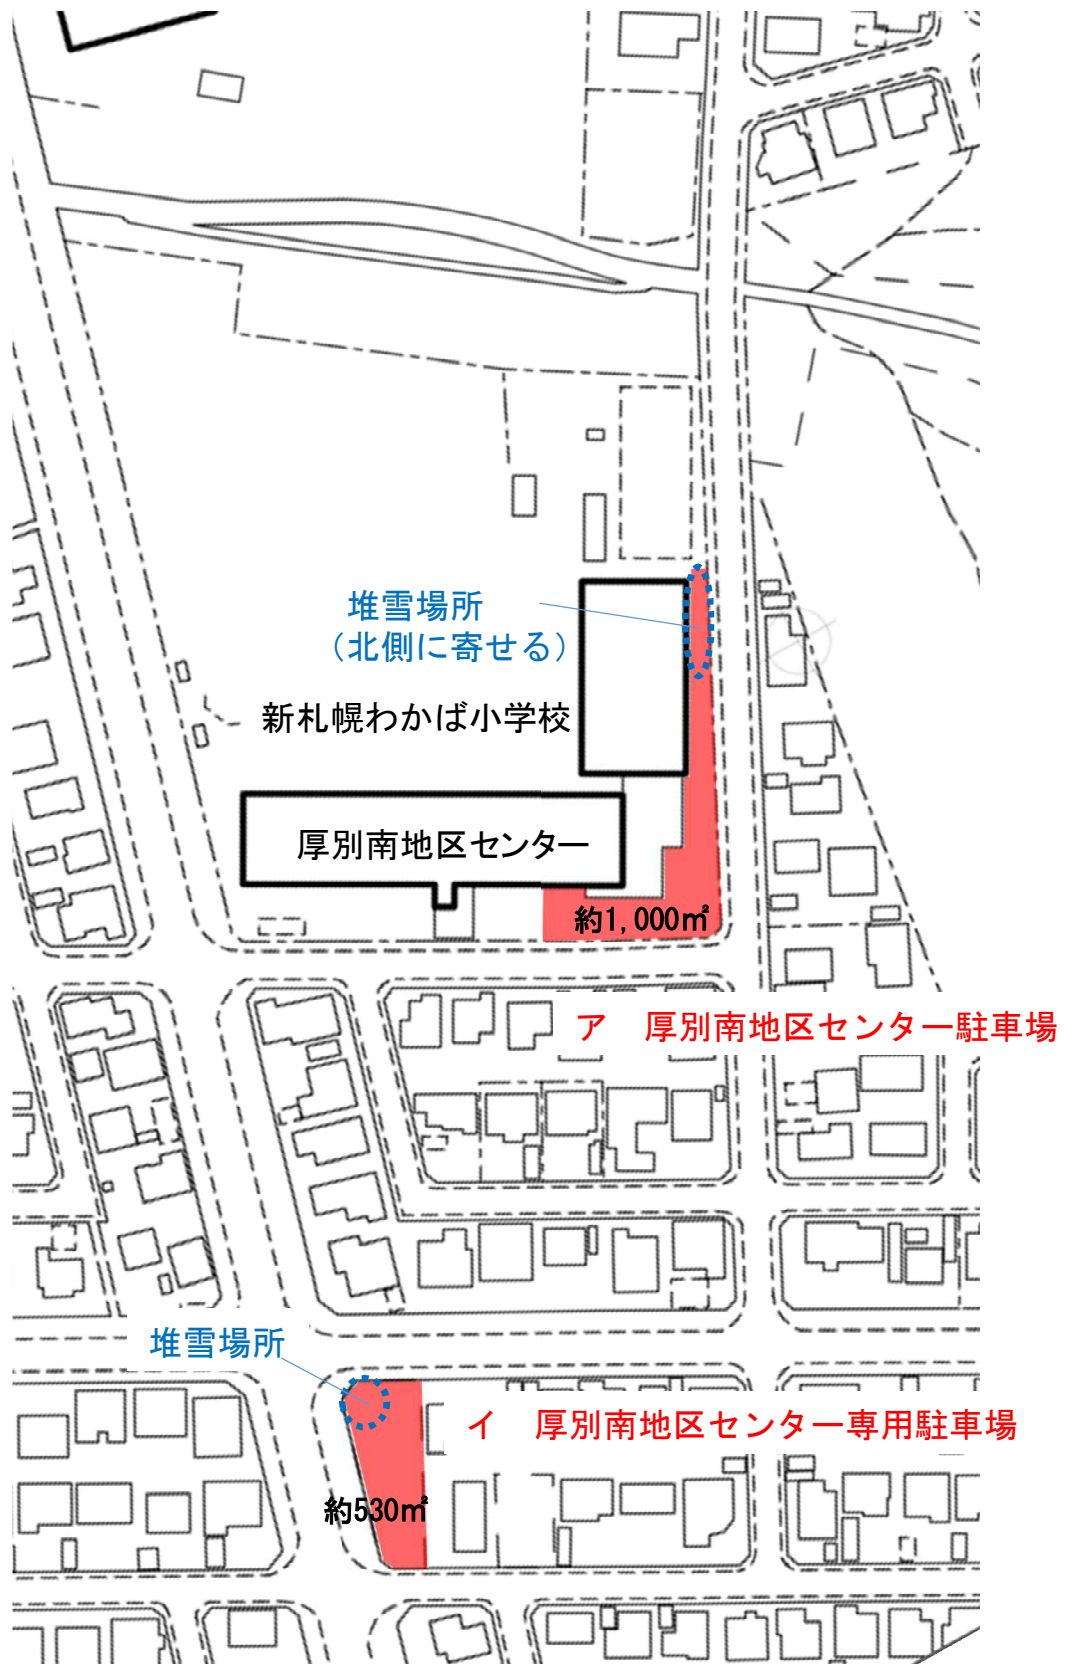 堆雪場所
（北側に寄せる）
新札幌わかば小学校
厚別南地区センター
約1,000㎡
ア　厚別南地区センター駐車場
堆雪場所
イ　厚別南地区センター専用駐車場
約530㎡